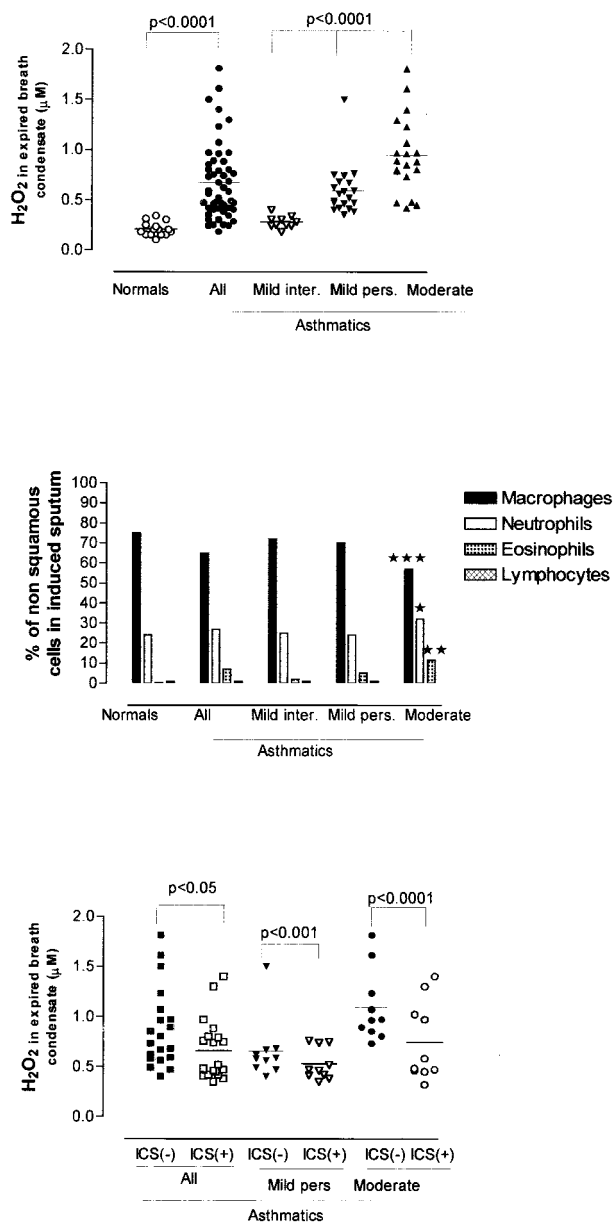 p<0.0001 p<0.0001
H₂O₂ in expired breath
condensate (μM)
2.0
1.5
1.0
0.5
0.0
Normals All Mild inter. Mild pers. Moderate
Asthmatics
% of non squamous
cells in induced sputum
100
90
80
70
60
50
40
30
20
10
0
Macrophages
Neutrophils
Eosinophils
Lymphocytes
★★★
★
★★
Normals All Mild inter. Mild pers. Moderate
Asthmatics
p<0.05 p<0.001 p<0.0001
H₂O₂ in expired breath
condensate (μM)
2.0
1.5
1.0
0.5
0.0
ICS(-) ICS(+) ICS(-) ICS(+) ICS(-) ICS(+)
All Mild pers Moderate
Asthmatics